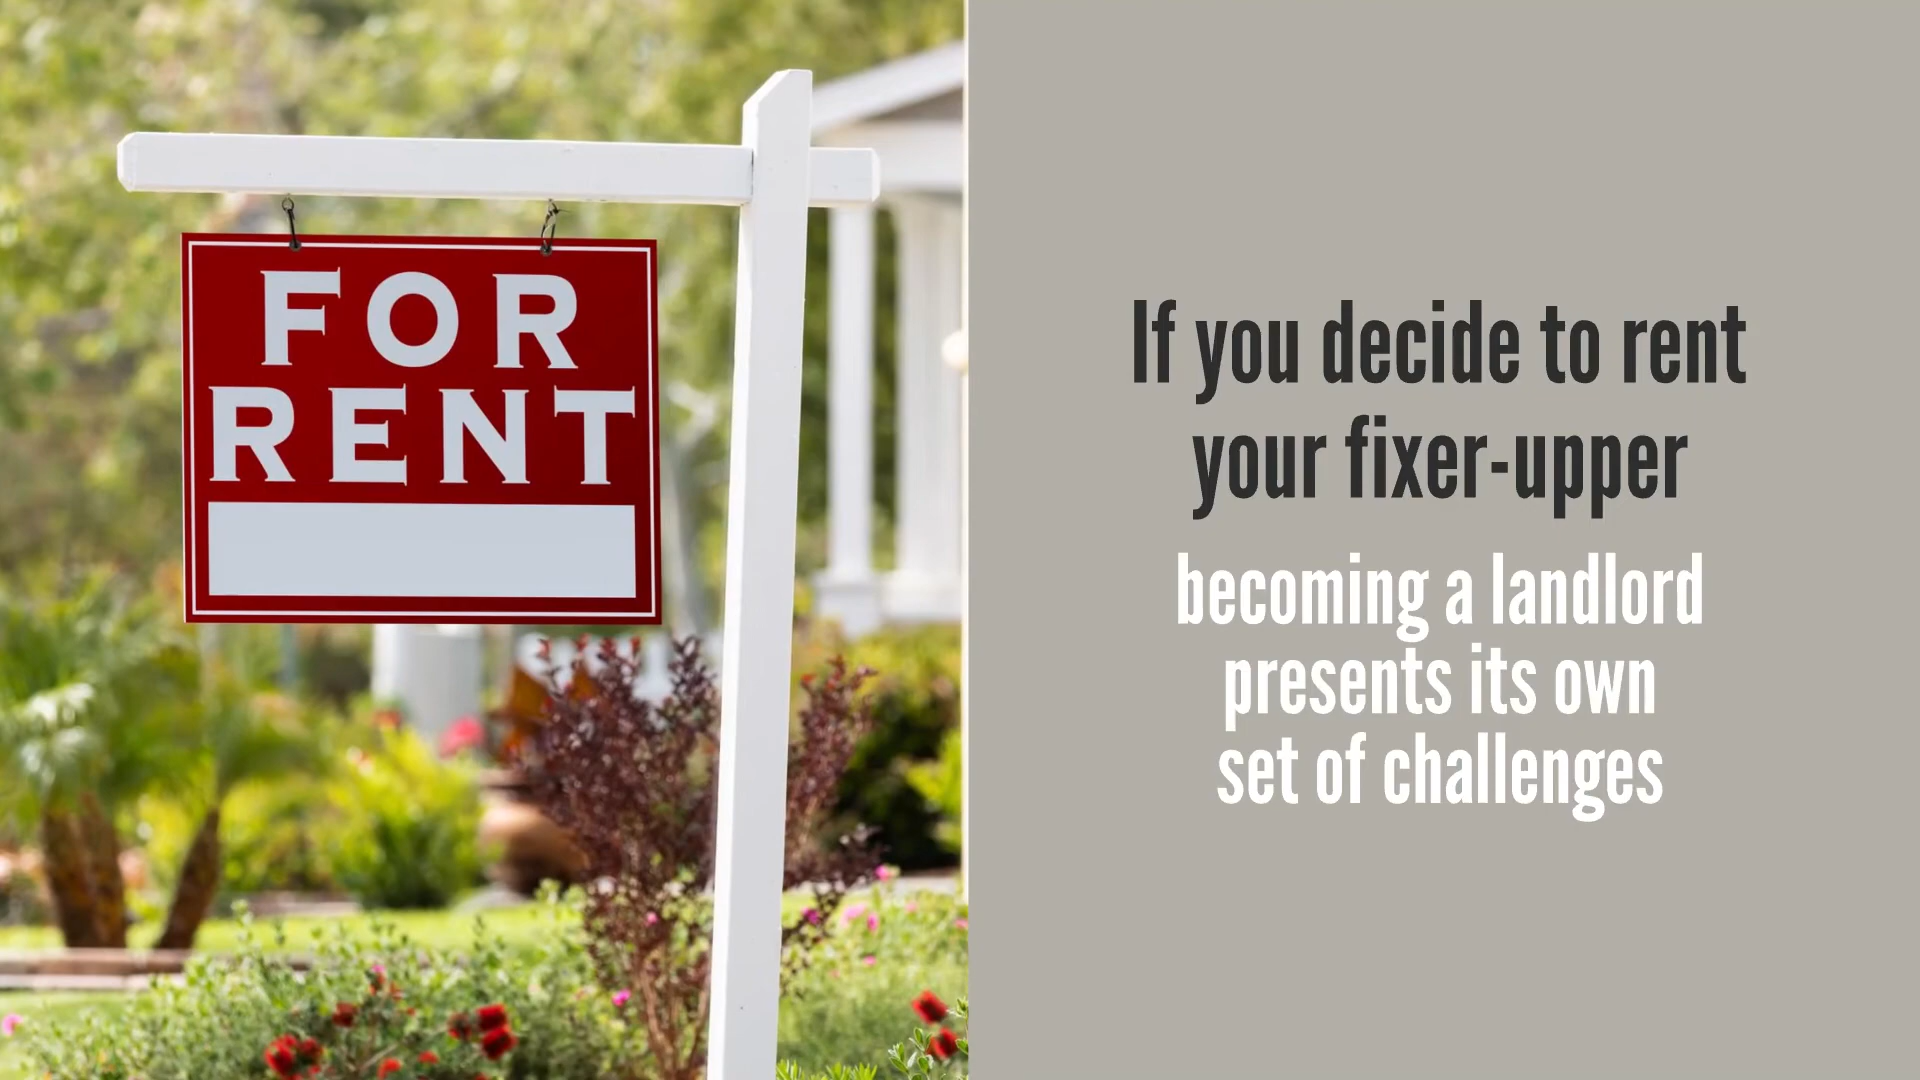 FOR
RENT
If you decide to rent
your fixer-upper
becoming a landlord
presents its own
set of challenges